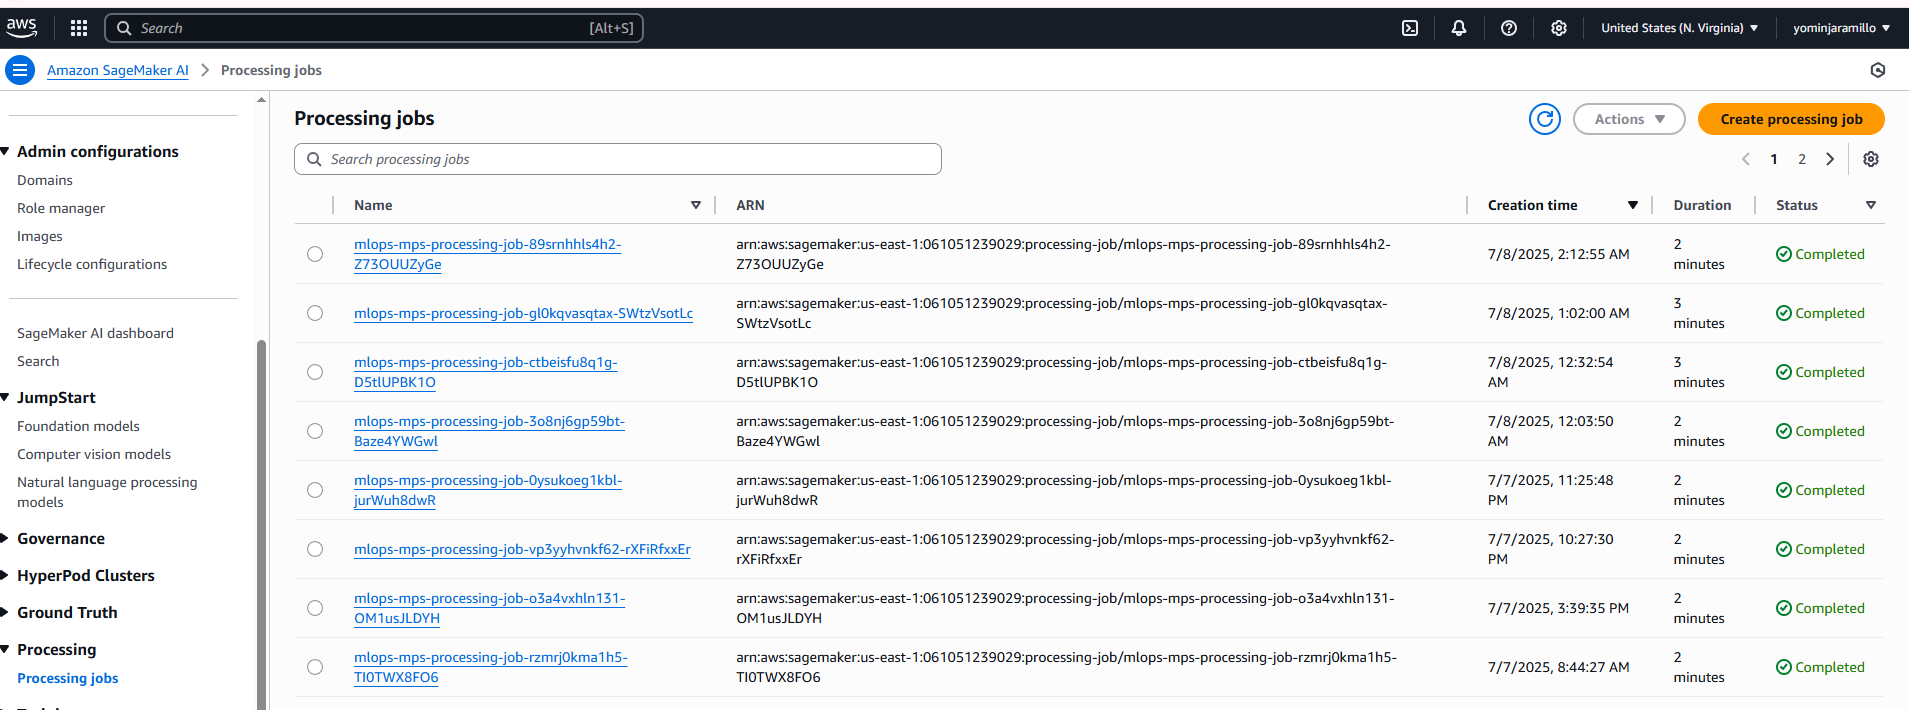 aws
Search
[Alt+S]
United States (N. Virginia)
yominjaramillo
Amazon SageMaker AI
Processing jobs
Admin configurations
Domains
Role manager
Images
Lifecycle configurations
SageMaker AI dashboard
Search
JumpStart
Foundation models
Computer vision models
Natural language processing
models
Governance
HyperPod Clusters
Ground Truth
Processing
Processing jobs
Processing jobs
Actions
Create processing job
Search processing jobs
1 2
Name ARN Creation time Duration Status
mlops-mps-processing-job-89srnhhls4h2- arn:aws:sagemaker:us-east-1:061051239029:processing-job/mlops-mps-processing-job-89srnhhls4h2- 2
Z73OUUZyGe Z73OUUZyGe 7/8/2025, 2:12:55 AM minutes Completed
mlops-mps-processing-job-gl0kqvasqtax-SWtzVsotLc arn:aws:sagemaker:us-east-1:061051239029:processing-job/mlops-mps-processing-job-gl0kqvasqtax- 7/8/2025, 1:02:00 AM 3
SWtzVsotLc minutes Completed
mlops-mps-processing-job-ctbeisfu8q1g- arn:aws:sagemaker:us-east-1:061051239029:processing-job/mlops-mps-processing-job-ctbeisfu8q1g- 7/8/2025, 12:32:54 3
D5tlUPBK1O D5tlUPBK1O AM minutes Completed
mlops-mps-processing-job-3o8nj6gp59bt- arn:aws:sagemaker:us-east-1:061051239029:processing-job/mlops-mps-processing-job-3o8nj6gp59bt- 7/8/2025, 12:03:50 2
Baze4YWGwl Baze4YWGwl AM minutes Completed
mlops-mps-processing-job-0ysukoeg1kbl- arn:aws:sagemaker:us-east-1:061051239029:processing-job/mlops-mps-processing-job-0ysukoeg1kbl- 7/7/2025, 11:25:48 2
jurWuh8dwR jurWuh8dwR PM minutes Completed
mlops-mps-processing-job-vp3yyhvnkf62-rXFiRfxxEr arn:aws:sagemaker:us-east-1:061051239029:processing-job/mlops-mps-processing-job-vp3yyhvnkf62- 7/7/2025, 10:27:30 2
rXFiRfxxEr PM minutes Completed
mlops-mps-processing-job-o3a4vxhln131- arn:aws:sagemaker:us-east-1:061051239029:processing-job/mlops-mps-processing-job-o3a4vxhln131- 2
OM1usJLDYH OM1usJLDYH 7/7/2025, 3:39:35 PM minutes Completed
mlops-mps-processing-job-rzmrj0kma1h5- arn:aws:sagemaker:us-east-1:061051239029:processing-job/mlops-mps-processing-job-rzmrj0kma1h5- 2
TI0TWX8FO6 TI0TWX8FO6 7/7/2025, 8:44:27 AM minutes Completed